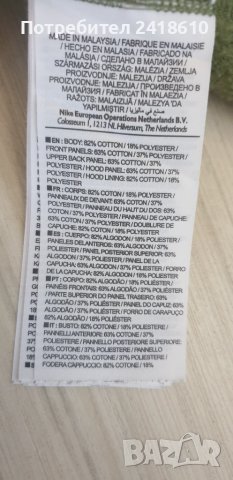 Потребител Потребител 2418610
MADE IN MALAYSIA / FABRIQUE EN MALAISIE
/ HECHO EN MALASIA / FABRICADO NA
MALÁSIA / СДЕЛАНО В МАЛАЙЗИИ /
SZÁRMAZÁSI ORSZÁG: MALÉZIA / ZEMLJA
PROIZVODNJE: MALEZIJA / DRŽAVA
PROIZVODNJE: MALEZIJA / ПРОИЗВЕДЕНО В
МАЛАЙЗИЯ / FABRICAT ÎN MALAEZIA /
RAŽOTS: MALAIZIJĀ / MALEZYA'DA
YAPILMIŞTIR / صنع في ماليزيا
Nike European Operations Netherlands B.V.
Colosseum 1, 1213 NL Hilversum, The Netherlands
EN : BODY: 82% COTTON / 18% POLYESTER /
FRONT PANELS: 63% COTTON / 37% POLYESTER /
UPPER BACK PANEL: 63% COTTON / 37%
POLYESTER / HOOD PANEL: 63% COTTON / 37%
POLYESTER / HOOD LINING: 82% COTTON / 18%
POLYESTER
FR : CORPS: 82% COTON / 18% POLYESTER /
PANNEAUX DE DEVANT: 63% COTON / 37%
POLYESTER / PANNEAU DU HAUT DU DOS: 63%
COTON / 37% POLYESTER / PANNEAU DE CAPUCHE:
63% COTON / 37% POLYESTER / DOUBLURE DE
CAPUCHE: 82% COTON / 18% POLYESTER
ES : CUERPO: 82% ALGODÓN / 18% POLIÉSTER /
PANELES DELANTEROS: 63% ALGODÓN / 37%
POLIÉSTER / PANEL POSTERIOR SUPERIOR: 63%
ALGODÓN / 37% POLIÉSTER / PANEL DE LA
CAPUCHA: 63% ALGODÓN / 37% POLIÉSTER / FORRO
DE LA CAPUCHA: 82% ALGODÓN / 18% POLIÉSTER
PT : CORPO: 82% ALGODÃO / 18% POLIÉSTER /
PAINÉIS FRONTAIS: 63% ALGODÃO / 37% POLIÉSTER
/ PARTE SUPERIOR DO PAINEL TRASEIRO: 63%
ALGODÃO / 37% POLIÉSTER / PAINEL DO CAPUZ: 63%
ALGODÃO / 37% POLIÉSTER / FORRO DE CARAPUÇO
82% ALGODÃO / 18% POLIÉSTER
IT : BUSTO: 82% COTONE / 18% POLIESTERE /
PANNELLI ANTERIORI: 63% COTONE / 37%
POLIESTERE / PANNELLO POSTERIORE SUPERIORE:
63% COTONE / 37% POLIESTERE / PANNELLO
CAPPUCCIO: 63% COTONE / 37% POLIESTERE /
FODERA CAPPUCCIO: 82% COTONE / 18%
BAZAR